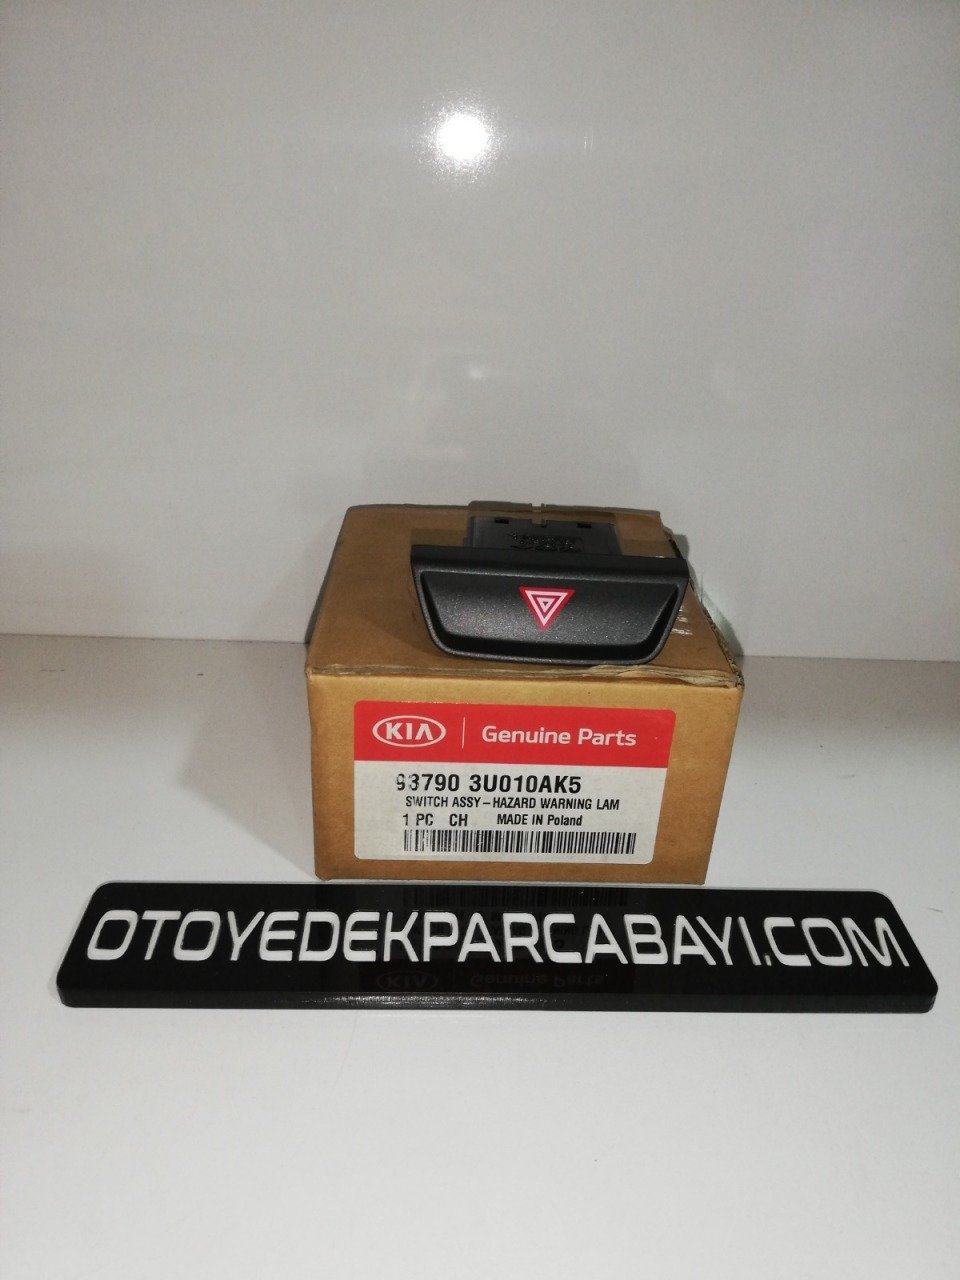 KIA Genuine Parts
93790 3U010AK5
SWITCH ASSY-HAZARD WARNING LAM
1 PC CH MADE IN Poland
OTOYEDEKPARCABAYI.COM